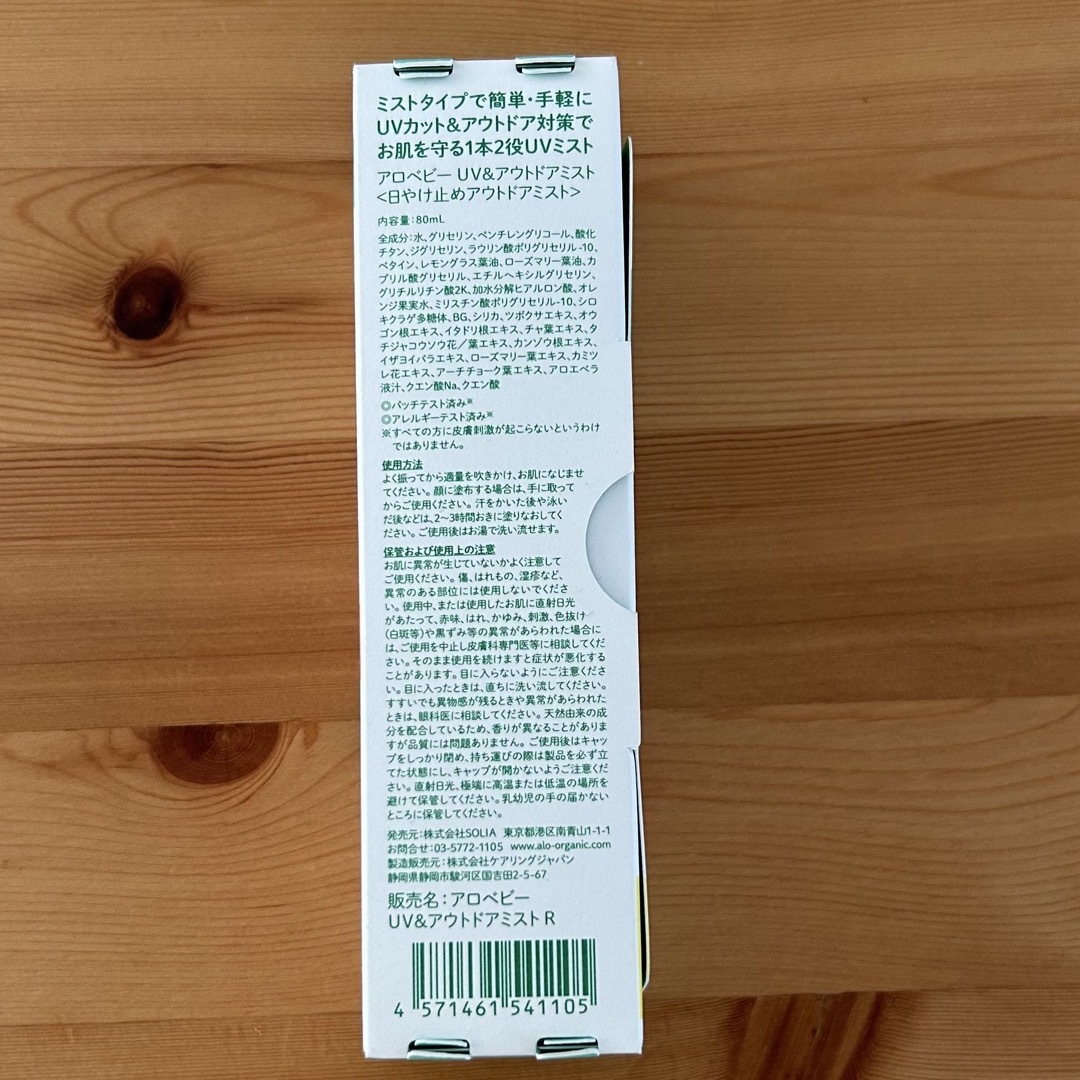 ミストタイプで簡単・手軽に
UVカット&アウトドア対策で
お肌を守る1本2役UVミスト
アロベビー UV&アウトドアミスト
<日やけ止めアウトドアミスト>
内容量：80mL
全成分：水、グリセリン、ペンチレングリコール、酸化
チタン、ジグリセリン、ラウリン酸ポリグリセリル-10、
ベタイン、レモングラス葉油、ローズマリー葉油、カ
プリル酸グリセリル、エチルヘキシルグリセリン、
グリチルリチン酸2K、加水分解ヒアルロン酸、オレ
ンジ果実水、ミリスチン酸ポリグリセリル-10、シロ
キクラゲ多糖体、BG、シリカ、ツボクサエキス、オウ
ゴン根エキス、イタドリ根エキス、チャ葉エキス、タ
チジャコウソウ花／葉エキス、カンゾウ根エキス、
イザヨイバラエキス、ローズマリー葉エキス、カミツ
レ花エキス、アーチチョーク葉エキス、アロエベラ
液汁、クエン酸Na、クエン酸
◎パッチテスト済み※
◎アレルギーテスト済み※
※すべての方に皮膚刺激が起こらないというわけ
ではありません。
使用方法
よく振ってから適量を吹きかけ、お肌になじませ
てください。顔に塗布する場合は、手に取って
からご使用ください。汗をかいた後や泳い
だ後などは、2〜3時間おきに塗りなおしてく
ださい。ご使用後はお湯で洗い流せます。
保管および使用上の注意
お肌に異常が生じていないかよく注意して
ご使用ください。傷、はれもの、湿疹など、
異常のある部位には使用しないでくださ
い。使用中、または使用したお肌に直射日光
があたって、赤味、はれ、かゆみ、刺激、色抜け
(白斑等)や黒ずみ等の異常があらわれた場合に
は、ご使用を中止し皮膚科専門医等に相談してくだ
さい。そのまま使用を続けますと症状が悪化する
ことがあります。目に入らないようにご注意くださ
い。目に入ったときは、直ちに洗い流してください。
すすいでも異物感が残るときや異常があらわれた
ときは、眼科医に相談してください。天然由来の成
分を配合しているため、香りが異なることがありま
すが品質には問題ありません。ご使用後はキャッ
プをしっかり閉め、持ち運びの際は製品を必ず立
てた状態にし、キャップが開かないようご注意くだ
さい。直射日光、極端に高温または低温の場所を
避けて保管してください。乳幼児の手の届かない
ところに保管してください。
発売元：株式会社SOLIA 東京都港区南青山1-1-1
お問合せ：03-5772-1105 www.alo-organic.com
製造販売元：株式会社ケアリングジャパン
静岡県静岡市駿河区国吉田2-5-67
販売名：アロベビー
UV&アウトドアミスト R
4 571461 541105